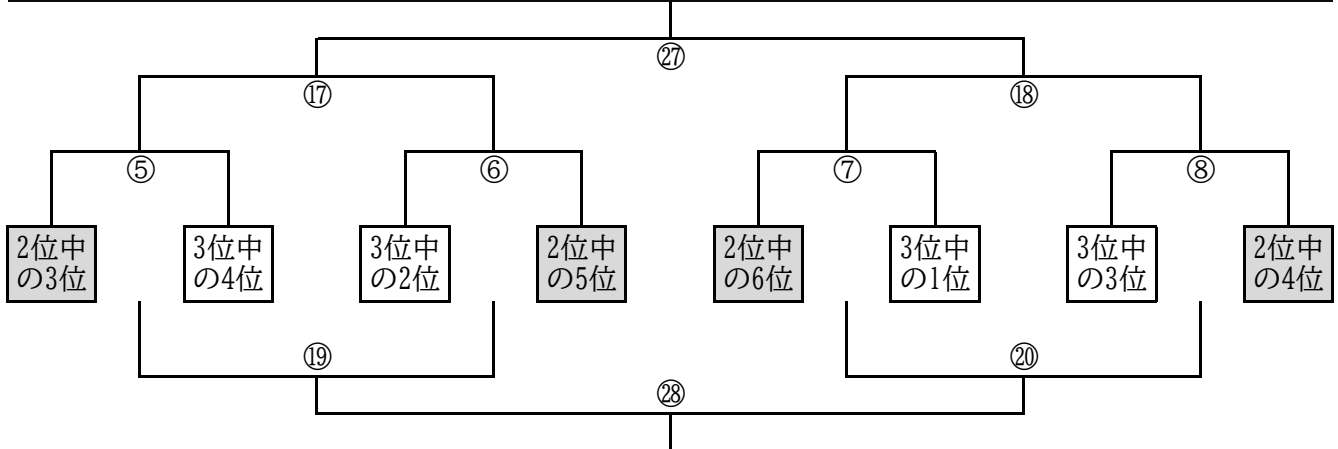 ㉗
⑰
⑱
⑤
⑥
⑦
⑧
2位中
の3位
3位中
の4位
3位中
の2位
2位中
の5位
2位中
の6位
3位中
の1位
3位中
の3位
2位中
の4位
⑲
⑳
㉘